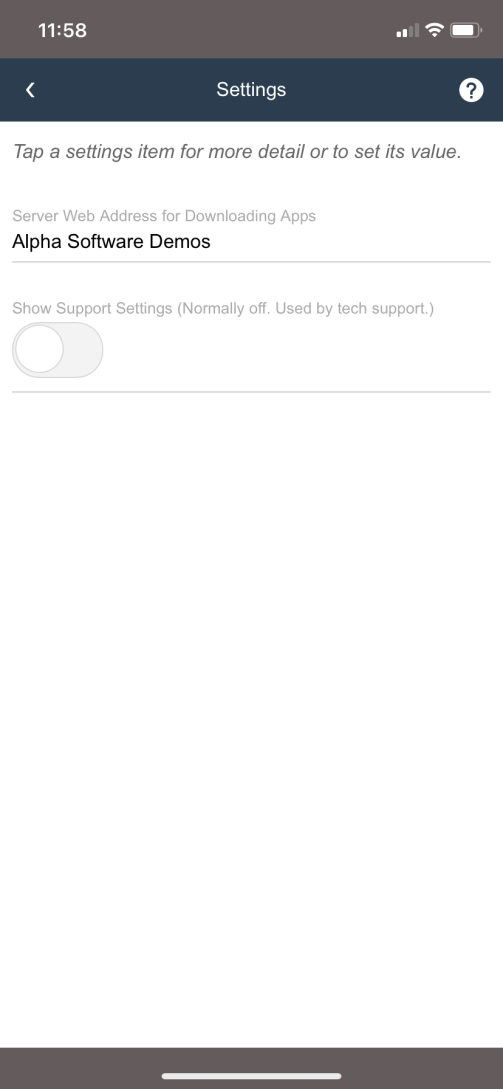 11:58
Settings
?
Tap a settings item for more detail or to set its value.
Server Web Address for Downloading Apps
Alpha Software Demos
Show Support Settings (Normally off. Used by tech support.)